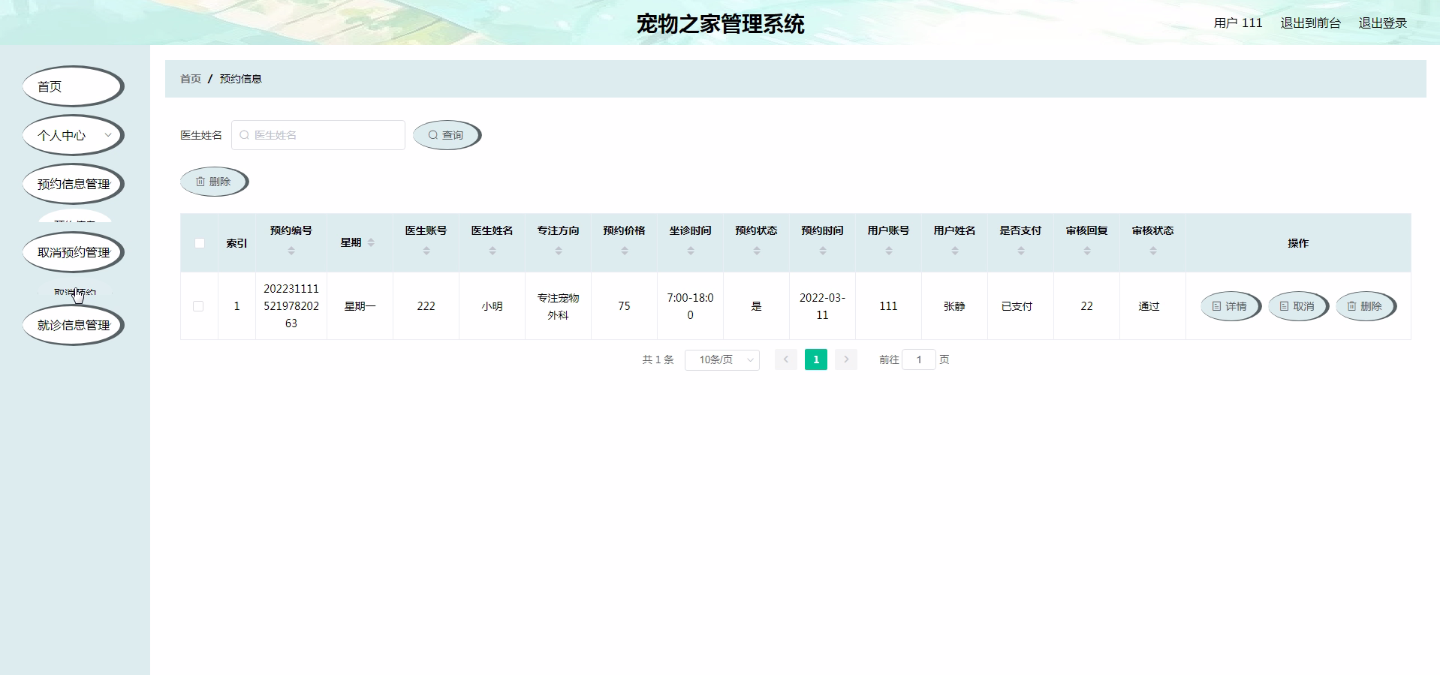 宠物之家管理系统
用户 111 退出到前台 退出登录
首页
个人中心
预约信息管理
取消预约管理
取消预约
就诊信息管理
首页 / 预约信息
医生姓名 医生姓名 查询
删除
索引 预约编号 星期 医生账号 医生姓名 专注方向 预约价格 坐诊时间 预约状态 预约时间 用户账号 用户姓名 是否支付 审核回复 审核状态 操作
1 202231111 星期一 222 小明 专注宠物 75 7:00-18:0 是 2022-03- 111 张静 已支付 22 通过 详情 取消 删除
521978202 外科 0 11
63
共 1 条 10条/页 1 前往 1 页